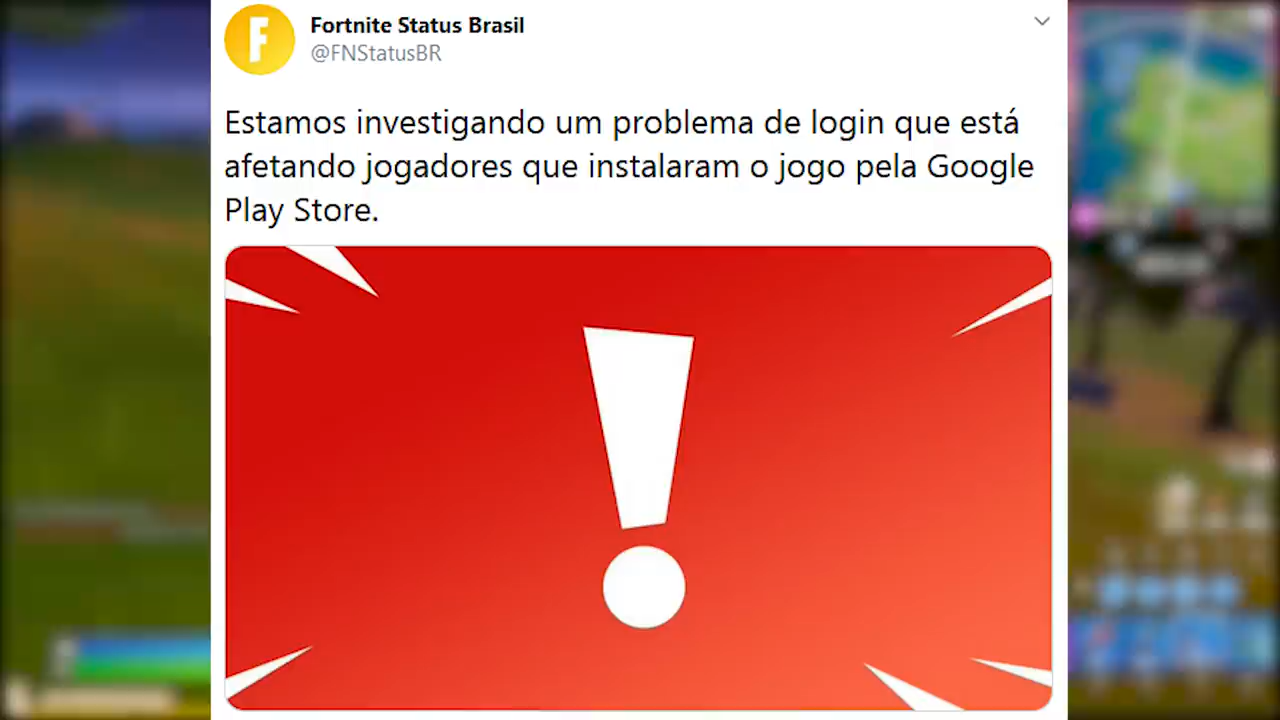 Fortnite Status Brasil
@FNStatusBR
Estamos investigando um problema de login que está
afetando jogadores que instalaram o jogo pela Google
Play Store.